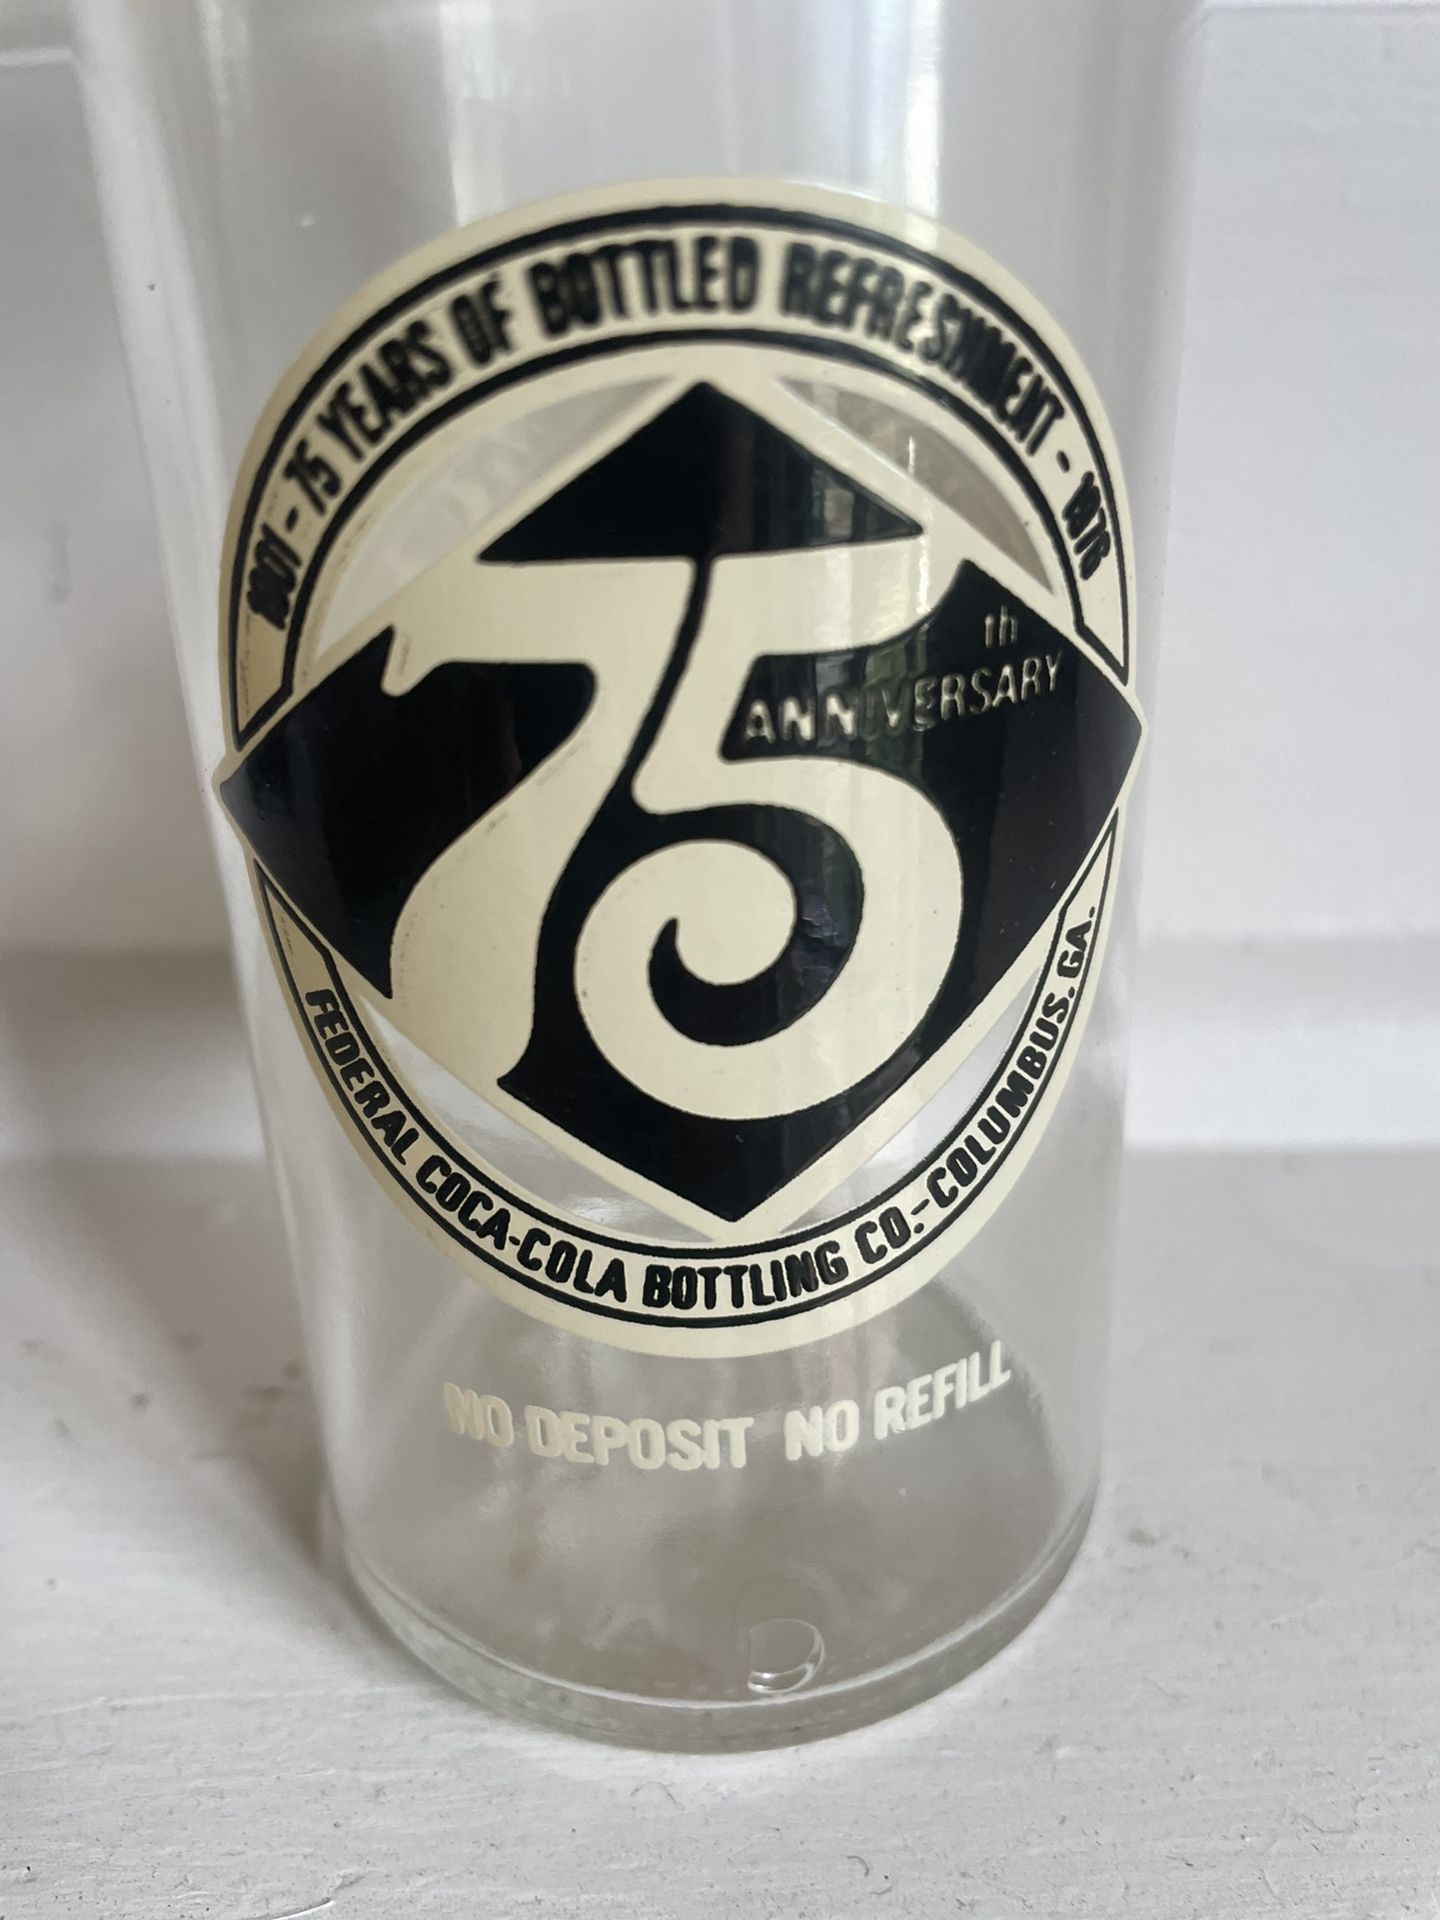 1901 - 75 YEARS OF BOTTLED REFRESHMENT - 1976
75
th
ANNIVERSARY
FEDERAL COCA-COLA BOTTLING CO.-COLUMBUS, GA.
NO DEPOSIT NO REFILL